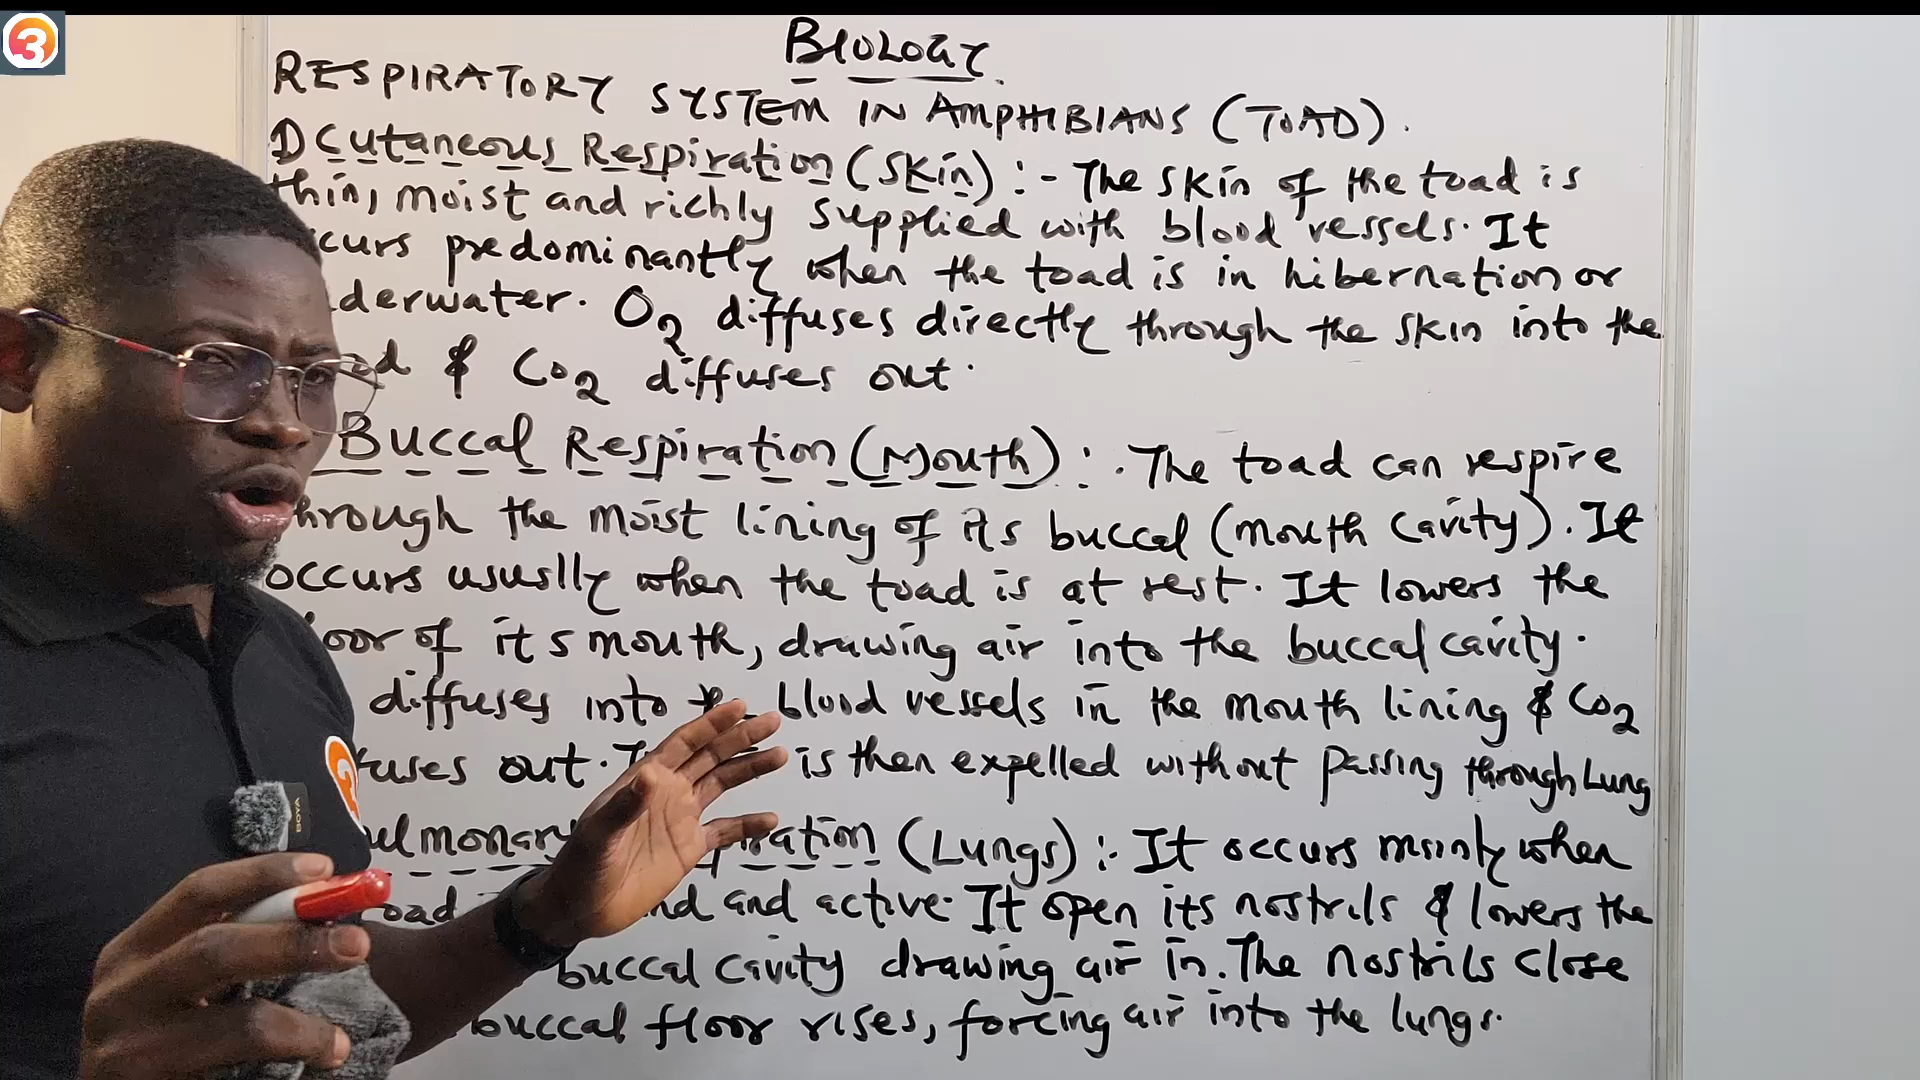 BIOLOGY
RESPIRATORY SYSTEM IN AMPHIBIANS (TOAD).
1) Cutaneous Respiration (Skin) :- The skin of the toad is
thin, moist and richly supplied with blood vessels. It
curs predominantly when the toad is in hibernation or
derwater. O2 diffuses directly through the skin into the
od & CO2 diffuses out.
Buccal Respiration (Mouth) :. The toad can respire
hrough the moist lining of its buccal (mouth cavity). It
occurs ususlly when the toad is at rest. It lowers the
oor of its mouth, drawing air into the buccal cavity.
diffuses into blood vessels in the mouth lining & CO2
fuses out. is then expelled without passing through Lung
ulmonary ration (Lungs) :- It occurs mainly when
oad nd and active. It open its nostrils & lowers the
buccal cavity drawing air in. The nostrils close
buccal floor rises, forcing air into the lungs.
3
BOYA